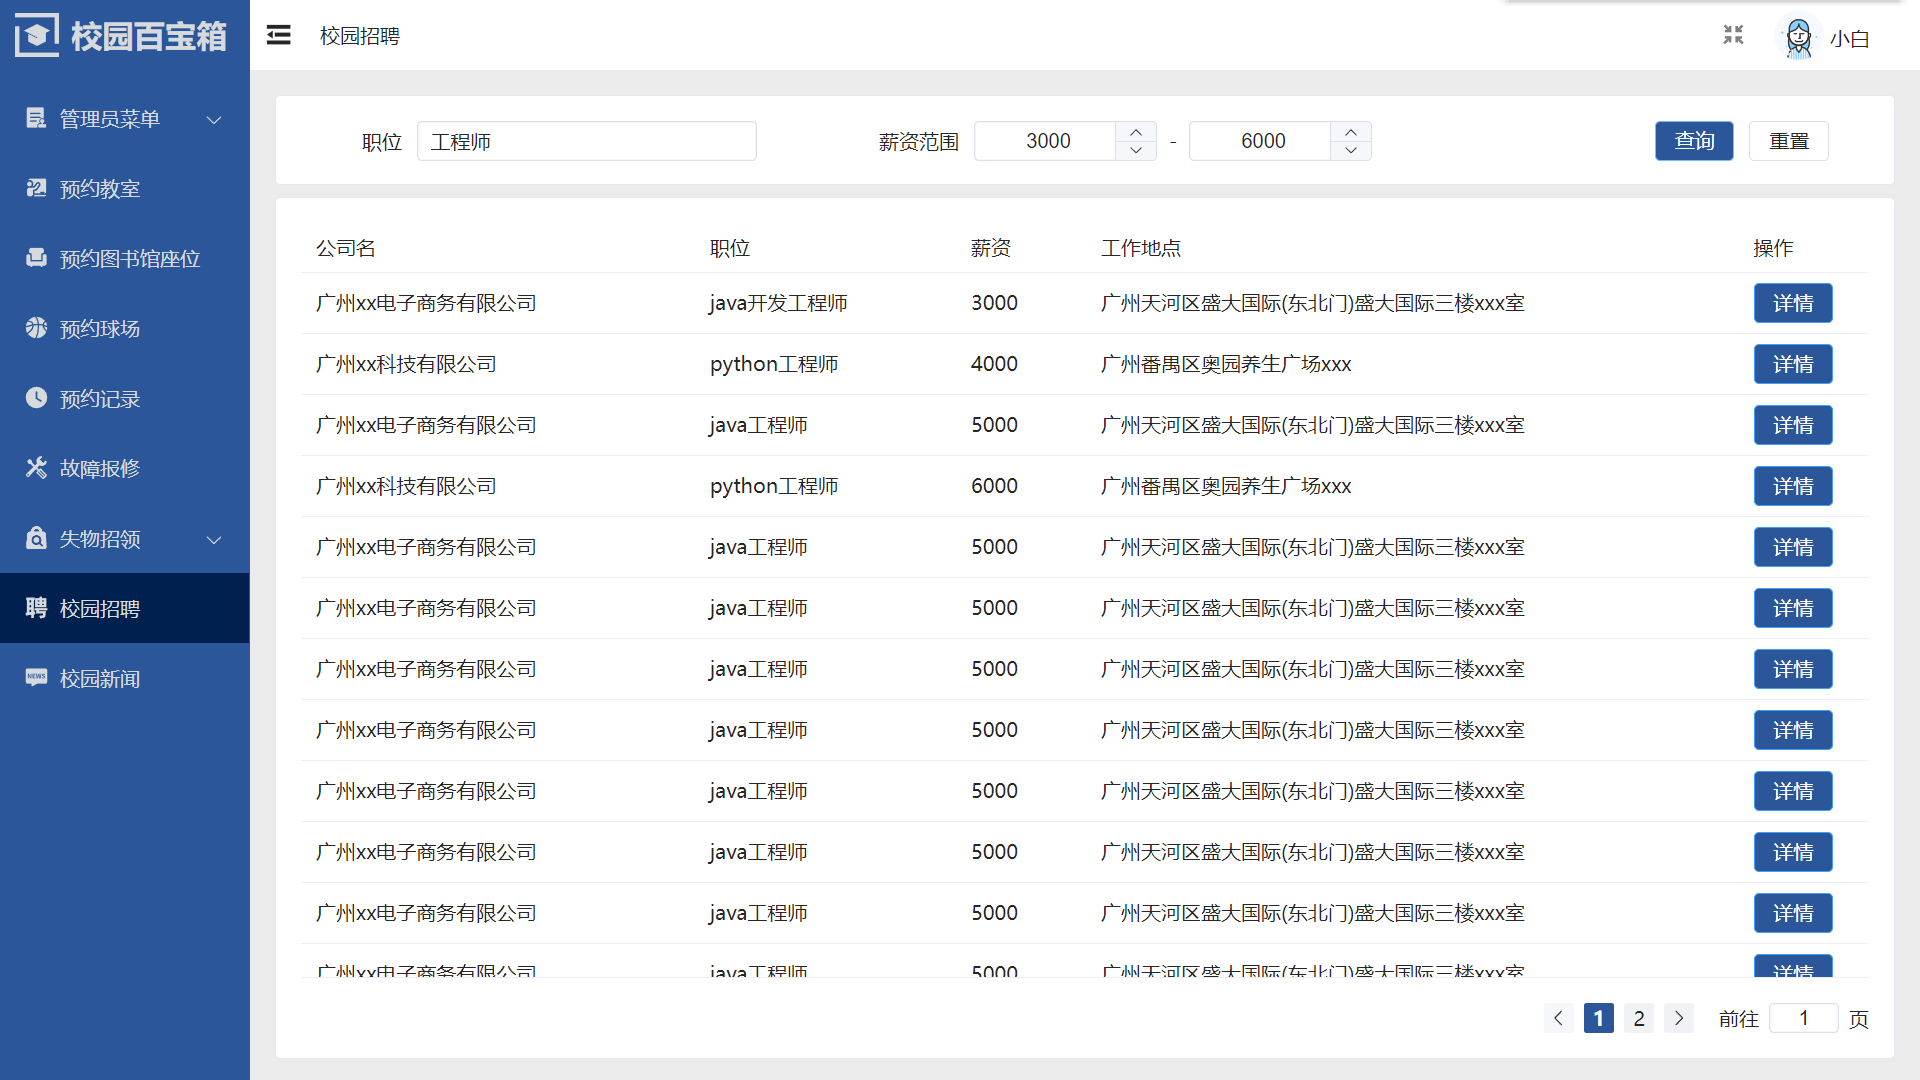 校园百宝箱
校园招聘
小白
管理员菜单
预约教室
预约图书馆座位
预约球场
预约记录
故障报修
失物招领
校园招聘
NEWS 校园新闻
职位 工程师 薪资范围 3000 - 6000 查询 重置
公司名 职位 薪资 工作地点 操作
广州xx电子商务有限公司 java开发工程师 3000 广州天河区盛大国际(东北门)盛大国际三楼xxx室 详情
广州xx科技有限公司 python工程师 4000 广州番禺区奥园养生广场xxx 详情
广州xx电子商务有限公司 java工程师 5000 广州天河区盛大国际(东北门)盛大国际三楼xxx室 详情
广州xx科技有限公司 python工程师 6000 广州番禺区奥园养生广场xxx 详情
广州xx电子商务有限公司 java工程师 5000 广州天河区盛大国际(东北门)盛大国际三楼xxx室 详情
广州xx电子商务有限公司 java工程师 5000 广州天河区盛大国际(东北门)盛大国际三楼xxx室 详情
广州xx电子商务有限公司 java工程师 5000 广州天河区盛大国际(东北门)盛大国际三楼xxx室 详情
广州xx电子商务有限公司 java工程师 5000 广州天河区盛大国际(东北门)盛大国际三楼xxx室 详情
广州xx电子商务有限公司 java工程师 5000 广州天河区盛大国际(东北门)盛大国际三楼xxx室 详情
广州xx电子商务有限公司 java工程师 5000 广州天河区盛大国际(东北门)盛大国际三楼xxx室 详情
广州xx电子商务有限公司 java工程师 5000 广州天河区盛大国际(东北门)盛大国际三楼xxx室 详情
广州xx电子商务有限公司 java工程师 5000 广州天河区盛大国际(东北门)盛大国际三楼xxx室 详情
1 2 前往 1 页